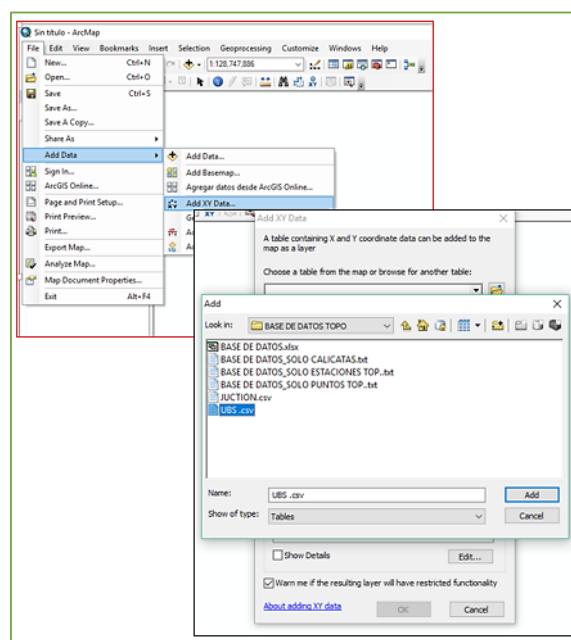 Sin título - ArcMap
File Edit View Bookmarks Insert Selection Geoprocessing Customize Windows Help
New... Ctrl+N
1:128,747,886
Open... Ctrl+O
Save Ctrl+S
Save As...
Save A Copy...
Share As
Add Data
Add Data...
Sign In...
Add Basemap...
ArcGIS Online...
Agregar datos desde ArcGIS Online...
Page and Print Setup...
Add XY Data...
Print Preview...
Print...
Export Map...
Analyze Map...
Map Document Properties...
Exit Alt+F4
Add XY Data
A table containing X and Y coordinate data can be added to the
map as a layer
Choose a table from the map or browse for another table:
Add
Look in: BASE DE DATOS TOPO
BASE DE DATOS.xlsx
BASE DE DATOS_SOLO CALICATAS.txt
BASE DE DATOS_SOLO ESTACIONES TOP..txt
BASE DE DATOS_SOLO PUNTOS TOP..txt
JUCTION.csv
UBS .csv
Name: UBS .csv Add
Show of type: Tables Cancel
Show Details Edit...
Warn me if the resulting layer will have restricted functionality
About adding XY data OK Cancel